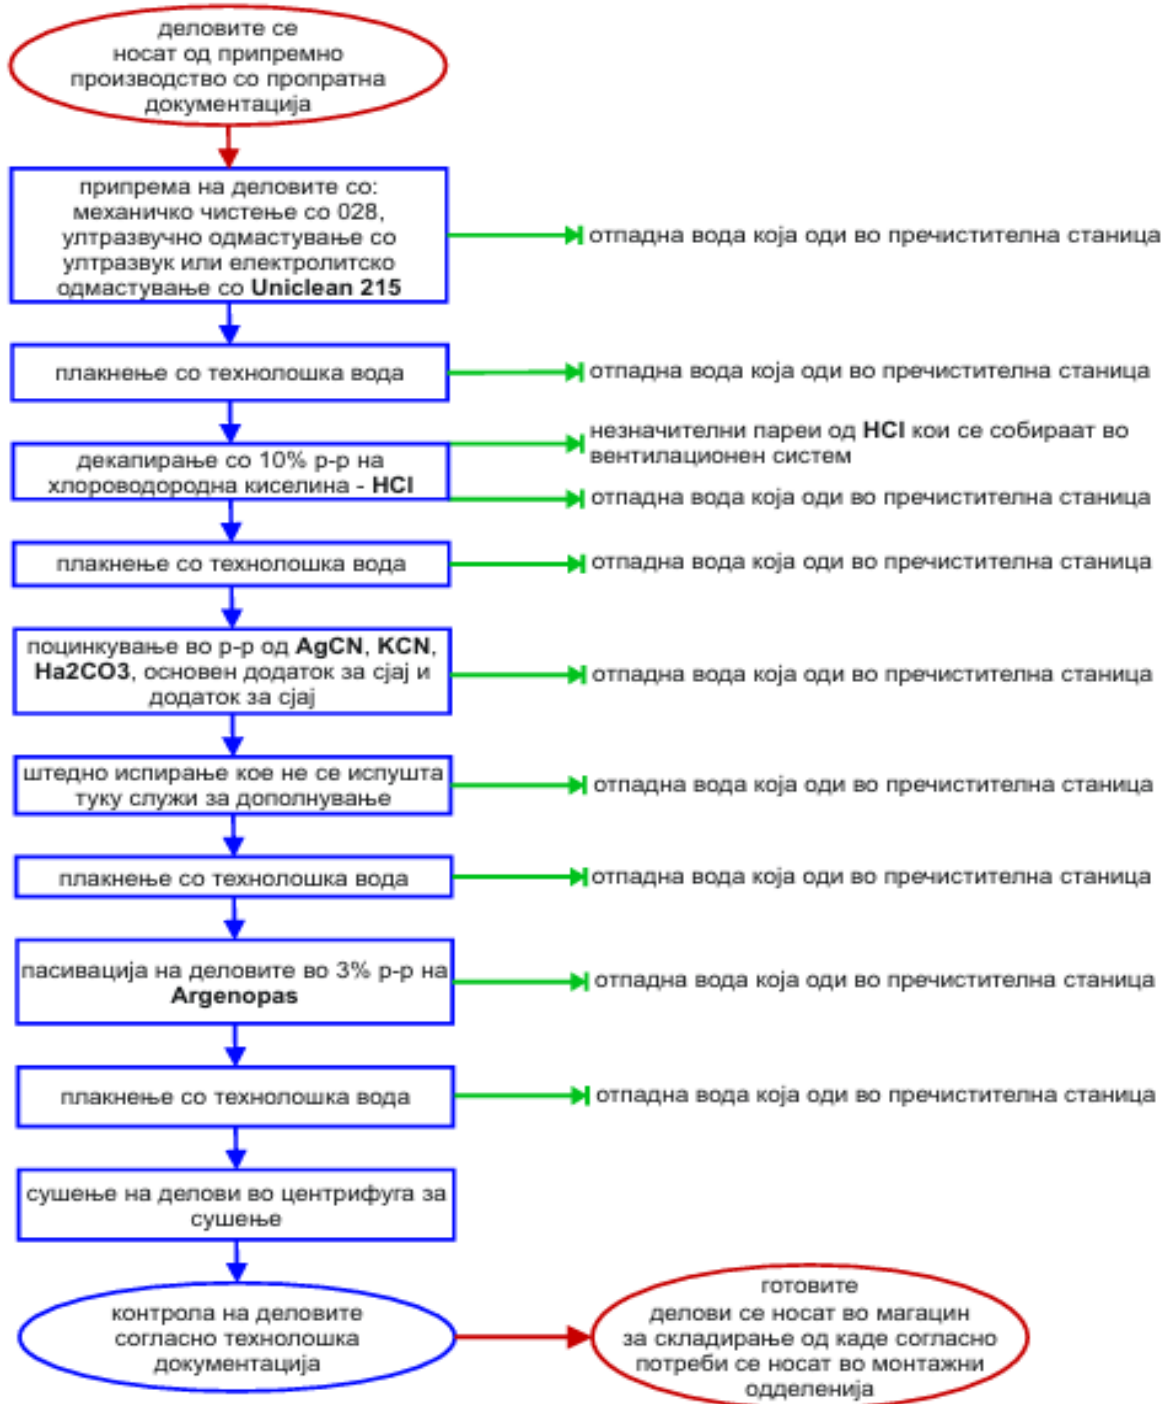 деловите се
носат од припремно
производство со пропратна
документација
припрема на деловите со:
механичко чистење со 028,
ултразвучно одмастување со
ултразвук или електролитско
одмастување со Uniclean 215
отпадна вода која оди во пречистителна станица
плакнење со технолошка вода
отпадна вода која оди во пречистителна станица
декапирање со 10% р-р на
хлороводородна киселина - HCl
незначителни пареи од HCl кои се собираат во
вентилационен систем
отпадна вода која оди во пречистителна станица
плакнење со технолошка вода
отпадна вода која оди во пречистителна станица
поцинкување во р-р од AgCN, KCN,
Ha2CO3, основен додаток за сјај и
додаток за сјај
отпадна вода која оди во пречистителна станица
штедно испирање кое не се испушта
туку служи за дополнување
отпадна вода која оди во пречистителна станица
плакнење со технолошка вода
отпадна вода која оди во пречистителна станица
пасивација на деловите во 3% р-р на
Argenopas
отпадна вода која оди во пречистителна станица
плакнење со технолошка вода
отпадна вода која оди во пречистителна станица
сушење на делови во центрифуга за
сушење
контрола на деловите
согласно технолошка
документација
готовите
делови се носат во магацин
за складирање од каде согласно
потреби се носат во монтажни
одделенија